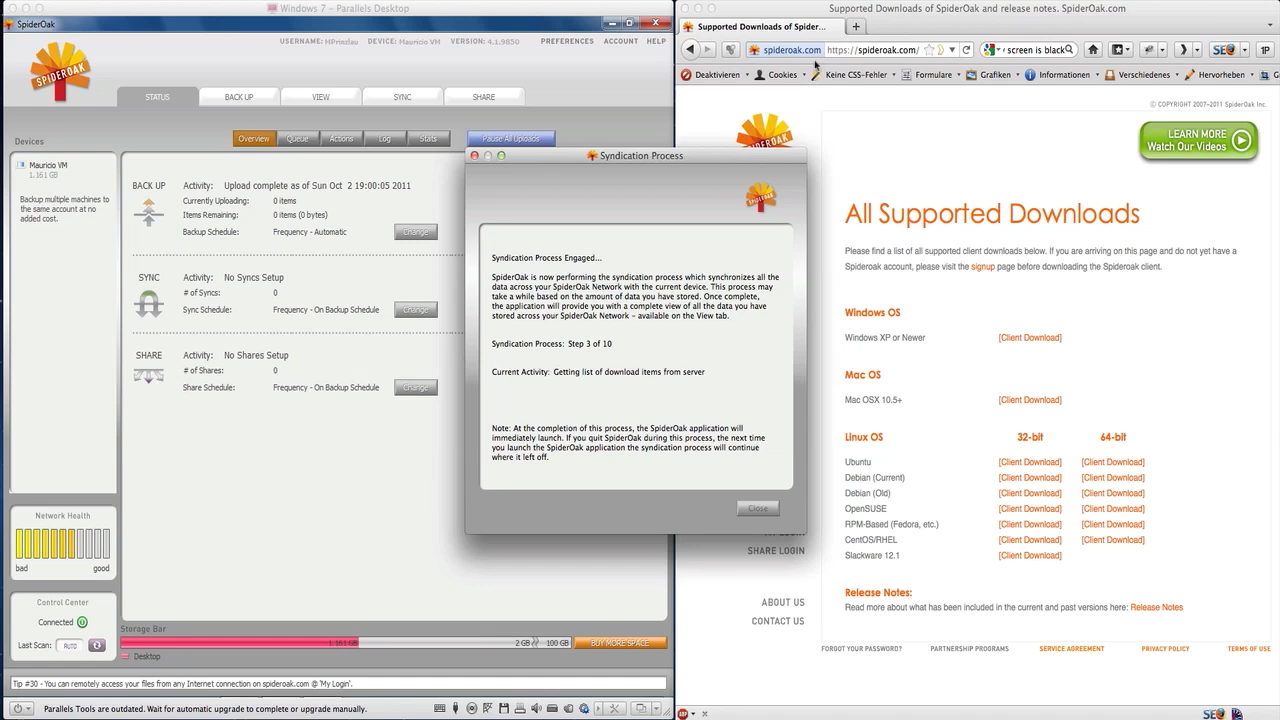 Windows 7 - Parallels Desktop
SpiderOak
SPIDEROAK
USERNAME: MPrinzlau DEVICE: Mauricio VM VERSION: 4.1.9850 PREFERENCES ACCOUNT HELP
STATUS BACK UP VIEW SYNC SHARE
Devices
Overview Queue Actions Log Stats Pause All Uploads
Mauricio VM
1.161 GB
Backup multiple machines to
the same account at no
added cost.
BACK UP Activity: Upload complete as of Sun Oct 2 19:00:05 2011
Currently Uploading: 0 items
Items Remaining: 0 items (0 bytes)
Backup Schedule: Frequency - Automatic Change
SYNC Activity: No Syncs Setup
# of Syncs: 0
Sync Schedule: Frequency - On Backup Schedule Change
SHARE Activity: No Shares Setup
# of Shares: 0
Share Schedule: Frequency - On Backup Schedule Change
Network Health
bad good
Control Center
Connected
Last Scan: AUTO
Storage Bar
1.161 GB 2 GB 100 GB BUY MORE SPACE
Desktop
Tip #30 - You can remotely access your files from any Internet connection on spideroak.com @ 'My Login'.
Parallels Tools are outdated. Wait for automatic upgrade to complete or upgrade manually.
Syndication Process
SPIDEROAK
Syndication Process Engaged...
SpiderOak is now performing the syndication process which synchronizes all the
data across your SpiderOak Network with the current device. This process may
take a while based on the amount of data you have stored. Once complete,
the application will provide you with a complete view of all the data you have
stored across your SpiderOak Network - available on the View tab.
Syndication Process: Step 3 of 10
Current Activity: Getting list of download items from server
Note: At the completion of this process, the SpiderOak application will
immediately launch. If you quit SpiderOak during this process, the next time
you launch the SpiderOak application the syndication process will continue
where it left off.
Close
Supported Downloads of SpiderOak and release notes. SpiderOak.com
Supported Downloads of Spider...
spideroak.com https://spideroak.com/ screen is black SEO 1P
Deaktivieren Cookies Keine CSS-Fehler Formulare Grafiken Informationen Verschiedenes Hervorheben
© COPYRIGHT 2007-2011 SpiderOak Inc.
LEARN MORE
Watch Our Videos
All Supported Downloads
Please find a list of all supported client downloads below. If you are arriving on this page and do not yet have a
Spideroak account, please visit the signup page before downloading the Spideroak client.
Windows OS
Windows XP or Newer [Client Download]
Mac OS
Mac OSX 10.5+ [Client Download]
Linux OS 32-bit 64-bit
Ubuntu [Client Download] [Client Download]
Debian (Current) [Client Download] [Client Download]
Debian (Old) [Client Download] [Client Download]
OpenSUSE [Client Download] [Client Download]
RPM-Based (Fedora, etc.) [Client Download] [Client Download]
CentOS/RHEL [Client Download] [Client Download]
Slackware 12.1 [Client Download]
SHARE LOGIN
ABOUT US
CONTACT US
Release Notes:
Read more about what has been included in the current and past versions here: Release Notes
FORGOT YOUR PASSWORD? PARTNERSHIP PROGRAMS SERVICE AGREEMENT PRIVACY POLICY TERMS OF USE
SEO